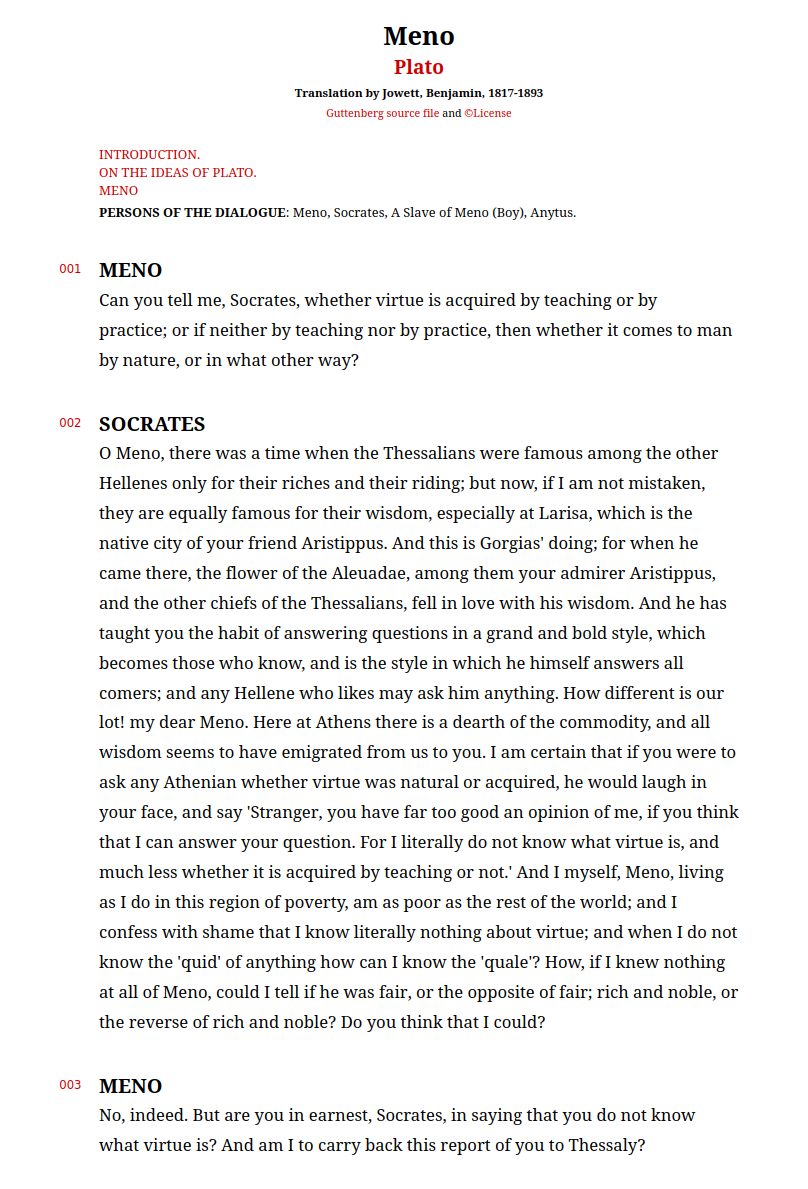 Meno
Plato
Translation by Jowett, Benjamin, 1817-1893
Guttenberg source file and ©License
INTRODUCTION.
ON THE IDEAS OF PLATO.
MENO
PERSONS OF THE DIALOGUE: Meno, Socrates, A Slave of Meno (Boy), Anytus.
001 MENO
Can you tell me, Socrates, whether virtue is acquired by teaching or by
practice; or if neither by teaching nor by practice, then whether it comes to man
by nature, or in what other way?
002 SOCRATES
O Meno, there was a time when the Thessalians were famous among the other
Hellenes only for their riches and their riding; but now, if I am not mistaken,
they are equally famous for their wisdom, especially at Larisa, which is the
native city of your friend Aristippus. And this is Gorgias' doing; for when he
came there, the flower of the Aleuadae, among them your admirer Aristippus,
and the other chiefs of the Thessalians, fell in love with his wisdom. And he has
taught you the habit of answering questions in a grand and bold style, which
becomes those who know, and is the style in which he himself answers all
comers; and any Hellene who likes may ask him anything. How different is our
lot! my dear Meno. Here at Athens there is a dearth of the commodity, and all
wisdom seems to have emigrated from us to you. I am certain that if you were to
ask any Athenian whether virtue was natural or acquired, he would laugh in
your face, and say 'Stranger, you have far too good an opinion of me, if you think
that I can answer your question. For I literally do not know what virtue is, and
much less whether it is acquired by teaching or not.' And I myself, Meno, living
as I do in this region of poverty, am as poor as the rest of the world; and I
confess with shame that I know literally nothing about virtue; and when I do not
know the 'quid' of anything how can I know the 'quale'? How, if I knew nothing
at all of Meno, could I tell if he was fair, or the opposite of fair; rich and noble, or
the reverse of rich and noble? Do you think that I could?
003 MENO
No, indeed. But are you in earnest, Socrates, in saying that you do not know
what virtue is? And am I to carry back this report of you to Thessaly?